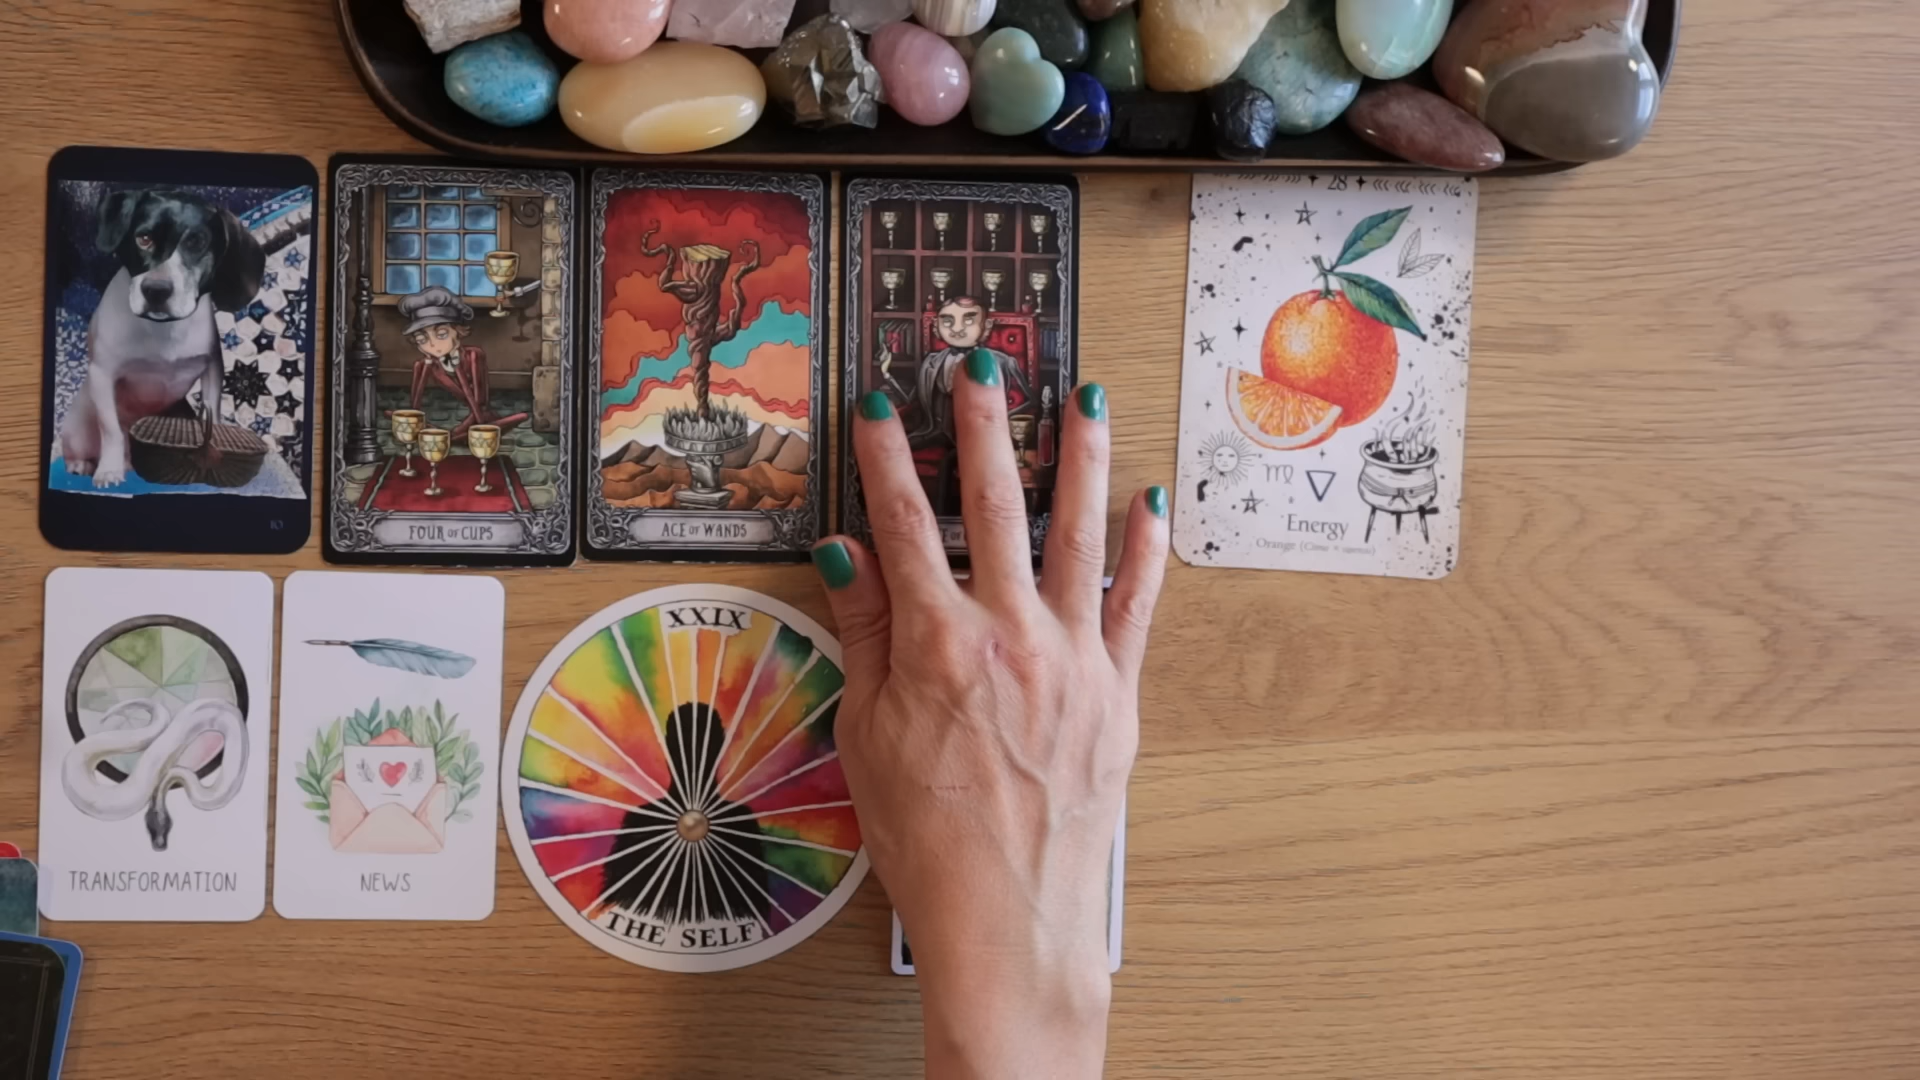 28
FOUR OF CUPS
ACE OF WANDS
Energy
XXIX
TRANSFORMATION
NEWS
THE SELF